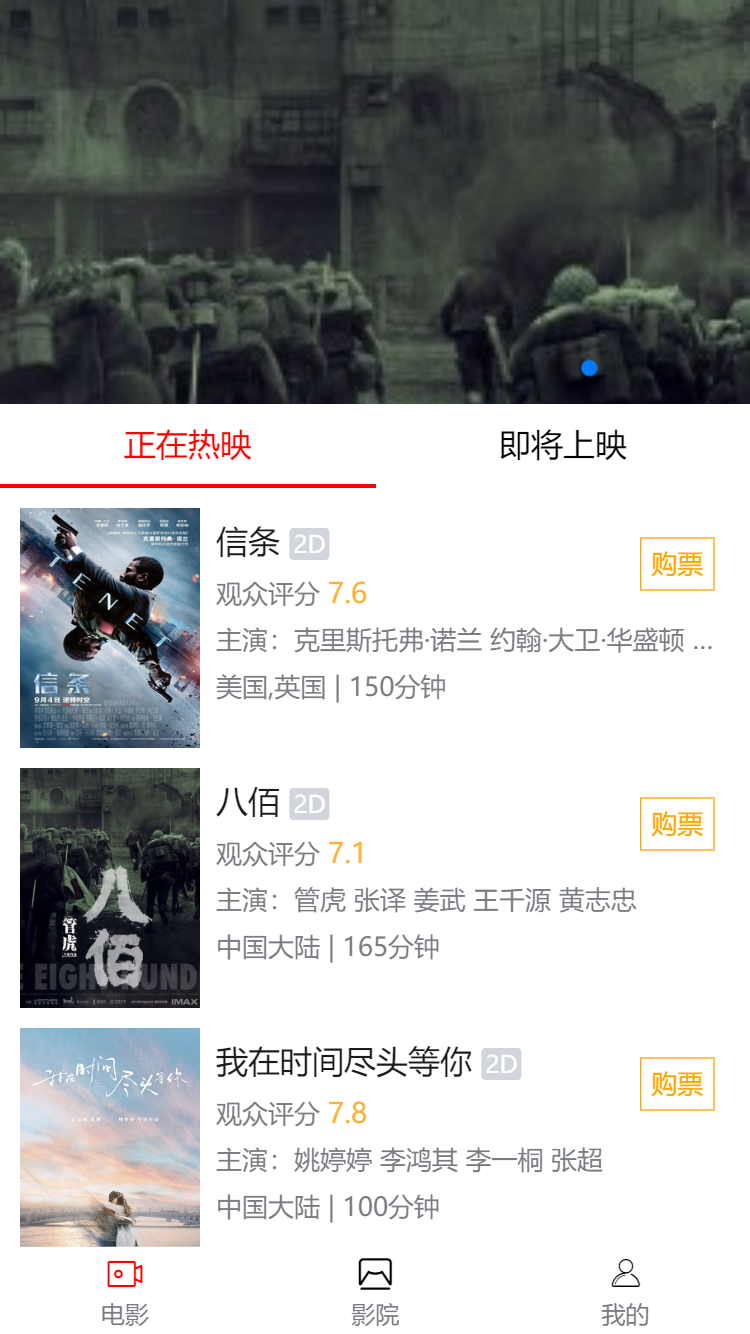 正在热映
即将上映
TENET
信条
9月4日 逆转时空
信条 2D
购票
观众评分 7.6
主演：克里斯托弗·诺兰 约翰·大卫·华盛顿 ...
美国,英国 | 150分钟
八佰
管虎
IMAX
八佰 2D
购票
观众评分 7.1
主演：管虎 张译 姜武 王千源 黄志忠
中国大陆 | 165分钟
我在时间尽头等你
我在时间尽头等你 2D
购票
观众评分 7.8
主演：姚婷婷 李鸿其 李一桐 张超
中国大陆 | 100分钟
电影
影院
我的